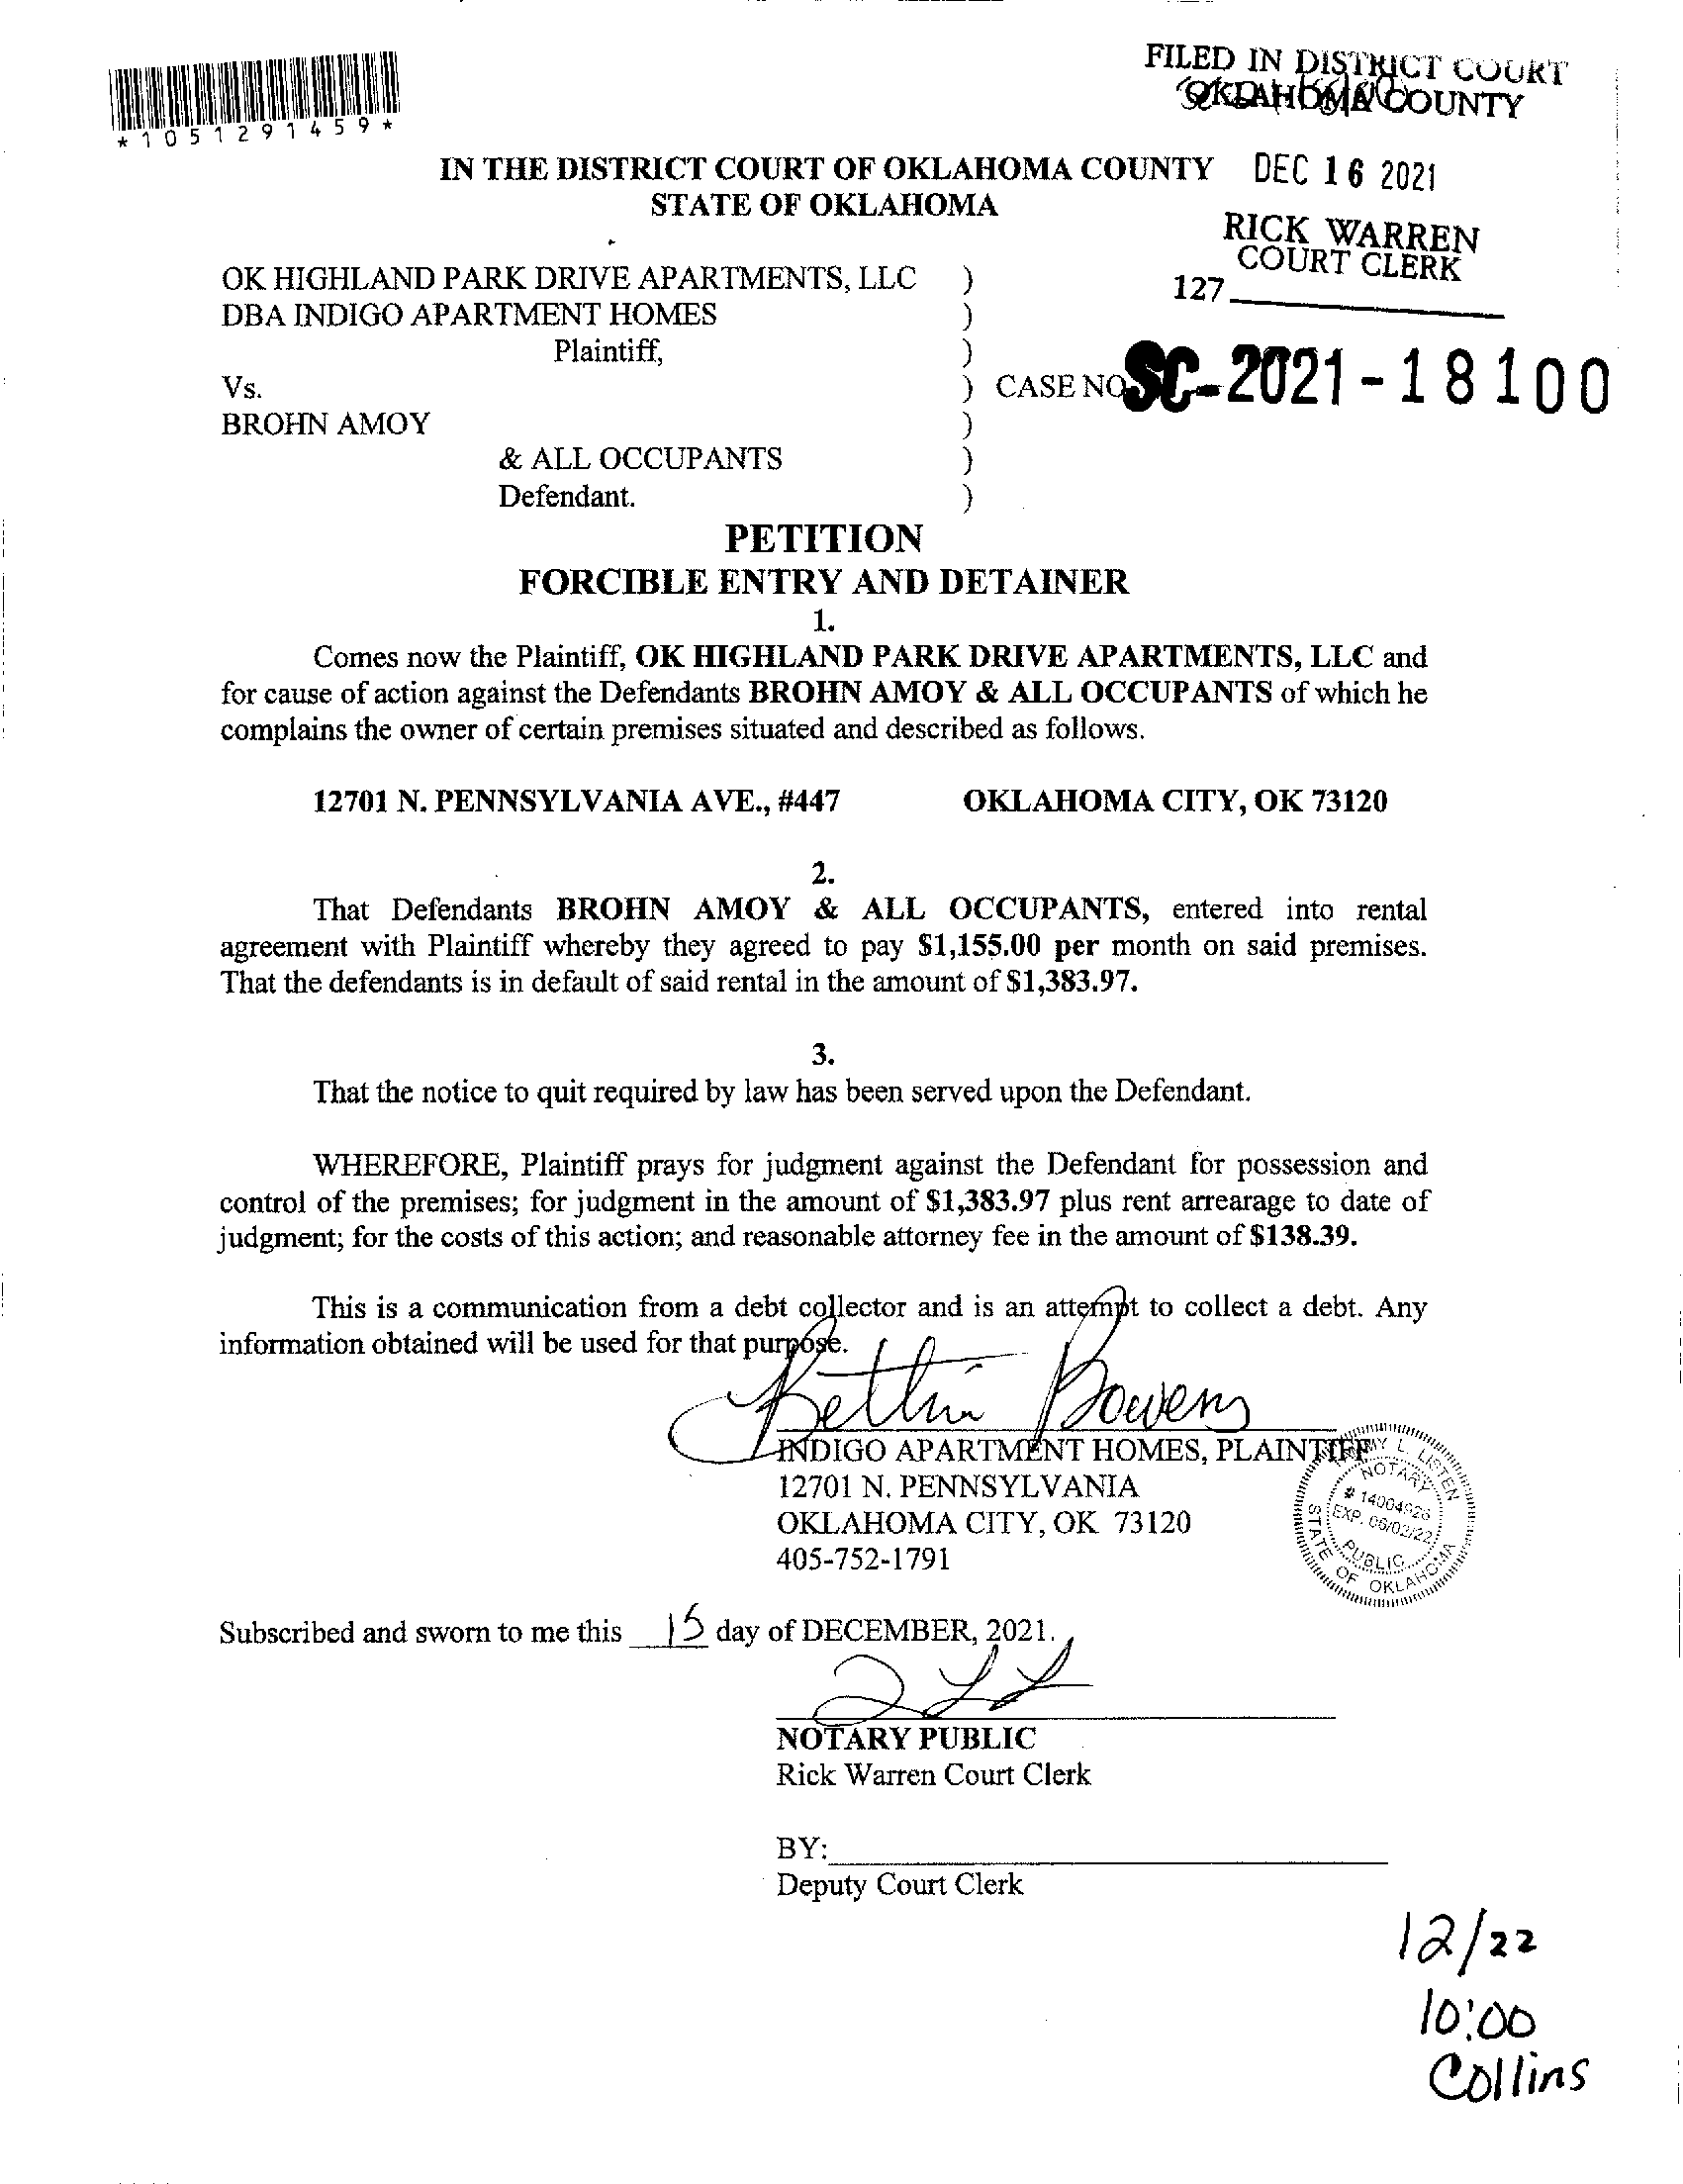 *1051291459*
FILED IN DISTRICT COURT
OKLAHOMA COUNTY
IN THE DISTRICT COURT OF OKLAHOMA COUNTY
STATE OF OKLAHOMA
DEC 16 2021
RICK WARREN
COURT CLERK
127
OK HIGHLAND PARK DRIVE APARTMENTS, LLC )
DBA INDIGO APARTMENT HOMES )
Plaintiff, )
Vs. ) CASE NO SC-2021-18100
BROHN AMOY )
& ALL OCCUPANTS )
Defendant. )
PETITION
FORCIBLE ENTRY AND DETAINER
1.
Comes now the Plaintiff, OK HIGHLAND PARK DRIVE APARTMENTS, LLC and
for cause of action against the Defendants BROHN AMOY & ALL OCCUPANTS of which he
complains the owner of certain premises situated and described as follows.
12701 N. PENNSYLVANIA AVE., #447 OKLAHOMA CITY, OK 73120
2.
That Defendants BROHN AMOY & ALL OCCUPANTS, entered into rental
agreement with Plaintiff whereby they agreed to pay $1,155.00 per month on said premises.
That the defendants is in default of said rental in the amount of $1,383.97.
3.
That the notice to quit required by law has been served upon the Defendant.
WHEREFORE, Plaintiff prays for judgment against the Defendant for possession and
control of the premises; for judgment in the amount of $1,383.97 plus rent arrearage to date of
judgment; for the costs of this action; and reasonable attorney fee in the amount of $138.39.
This is a communication from a debt collector and is an attempt to collect a debt. Any
information obtained will be used for that purpose.
Bowens
INDIGO APARTMENT HOMES, PLAINTIFF
12701 N. PENNSYLVANIA
OKLAHOMA CITY, OK 73120
405-752-1791
L. LISTEN
NOTARY
# 14004926
EXP. 06/02/22
PUBLIC
STATE OF OKLAHOMA
Subscribed and sworn to me this 15 day of DECEMBER, 2021.
NOTARY PUBLIC
Rick Warren Court Clerk
BY:
Deputy Court Clerk
12/22
10:00
Collins